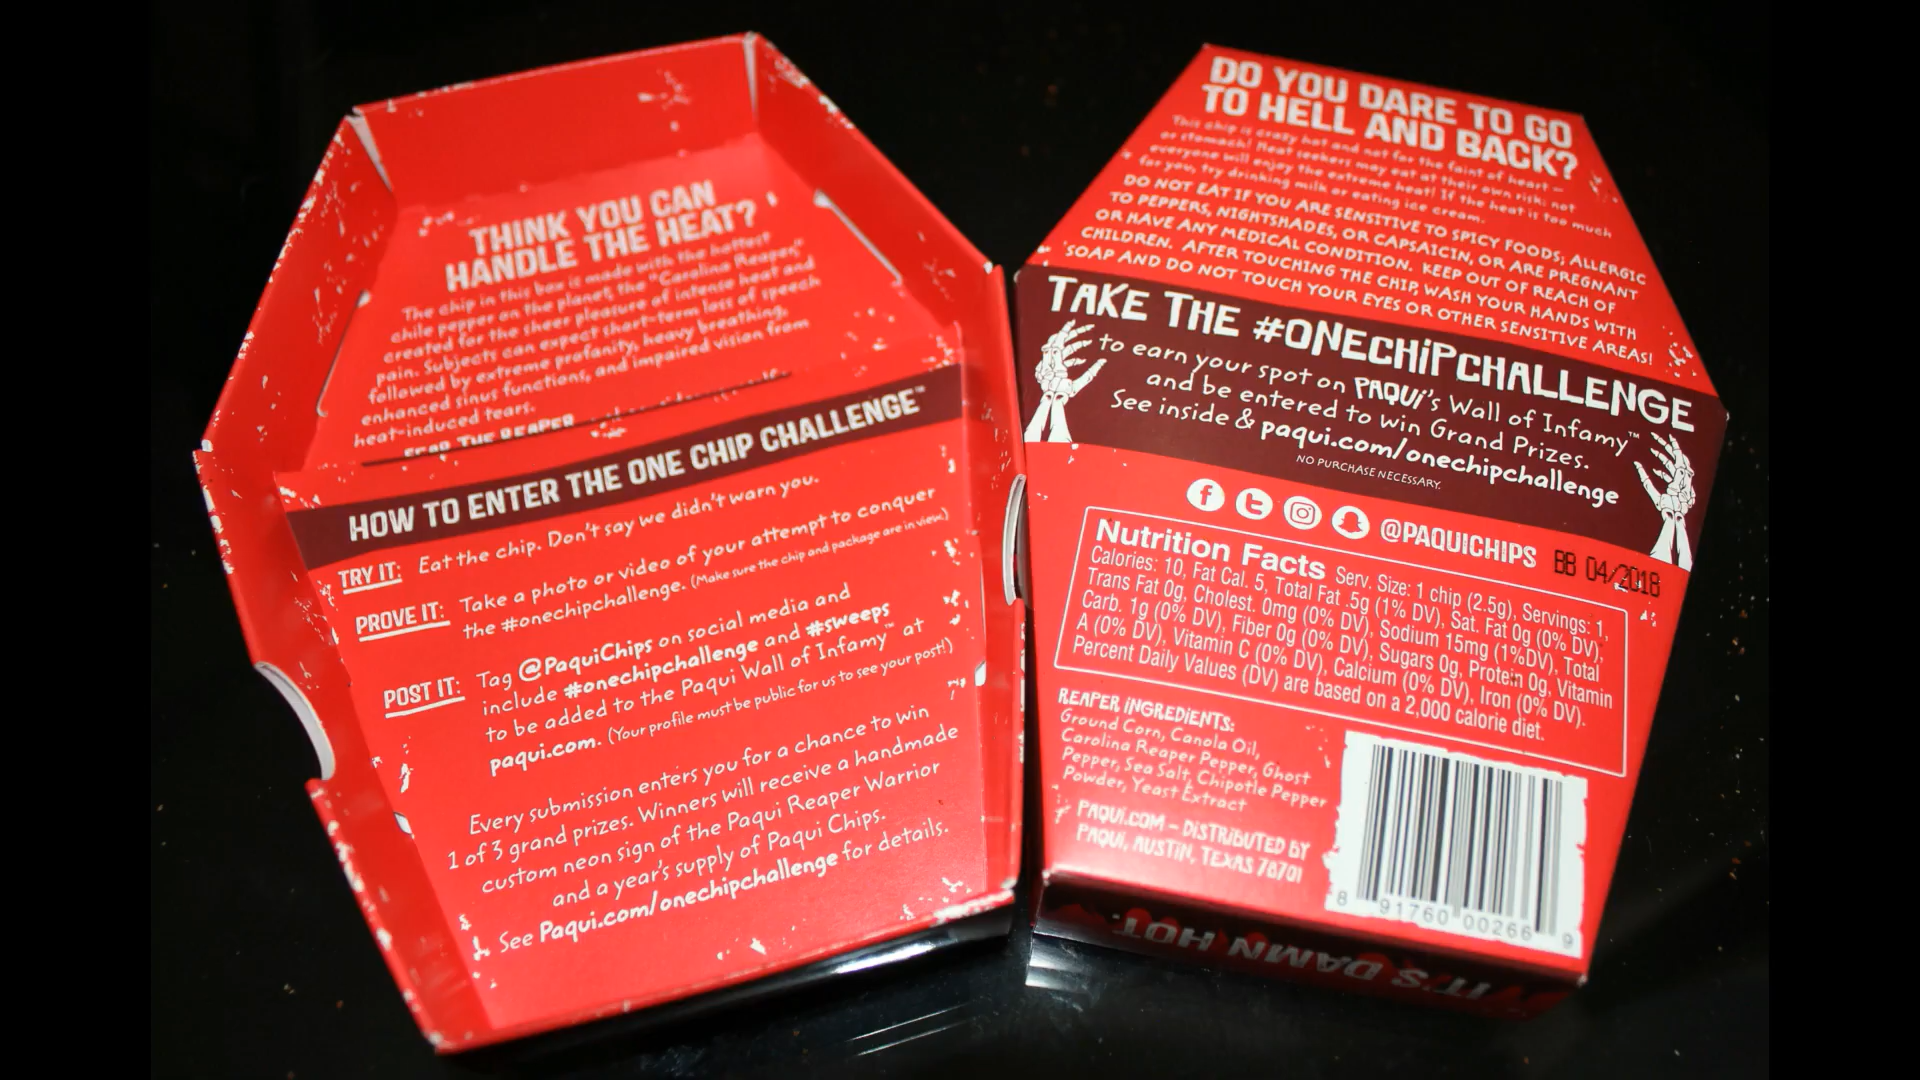 THINK YOU CAN
HANDLE THE HEAT?
The chip in this box is made with the hottest
chile pepper on the planet, the "Carolina Reaper,"
created for the sheer pleasure of intense heat and
pain. Subjects can expect short-term loss of speech
followed by extreme profanity, heavy breathing,
enhanced sinus functions, and impaired vision from
heat-induced tears.
FEAR THE REAPER
HOW TO ENTER THE ONE CHIP CHALLENGE™
TRY IT: Eat the chip. Don't say we didn't warn you.
PROVE IT: Take a photo or video of your attempt to conquer
the #onechipchallenge. (Make sure the chip and package are in view.)
POST IT: Tag @PaquiChips on social media and
include #onechipchallenge and #sweeps
to be added to the Paqui Wall of Infamy™ at
paqui.com. (Your profile must be public for us to see your post!)
Every submission enters you for a chance to win
1 of 3 grand prizes. Winners will receive a handmade
custom neon sign of the Paqui Reaper Warrior
and a year's supply of Paqui Chips.
See Paqui.com/onechipchallenge for details.
DO YOU DARE TO GO
TO HELL AND BACK?
This chip is crazy hot and not for the faint of heart –
or stomach! Heat seekers may eat at their own risk; not
everyone will enjoy the extreme heat! If the heat is too much
for you, try drinking milk or eating ice cream.
DO NOT EAT IF YOU ARE SENSITIVE TO SPICY FOODS; ALLERGIC
TO PEPPERS, NIGHTSHADES, OR CAPSAICIN, OR ARE PREGNANT
OR HAVE ANY MEDICAL CONDITION. KEEP OUT OF REACH OF
CHILDREN. AFTER TOUCHING THE CHIP, WASH YOUR HANDS WITH
SOAP AND DO NOT TOUCH YOUR EYES OR OTHER SENSITIVE AREAS!
TAKE THE #ONECHiPCHALLENGE
to earn your spot on PAQUi's Wall of Infamy™
and be entered to win Grand Prizes.
See inside & paqui.com/onechipchallenge
NO PURCHASE NECESSARY.
@PAQUICHIPS BB 04/2018
Nutrition Facts Serv. Size: 1 chip (2.5g), Servings: 1,
Calories: 10, Fat Cal. 5, Total Fat .5g (1% DV), Sat. Fat 0g (0% DV),
Trans Fat 0g, Cholest. 0mg (0% DV), Sodium 15mg (1%DV), Total
Carb. 1g (0% DV), Fiber 0g (0% DV), Sugars 0g, Protein 0g, Vitamin
A (0% DV), Vitamin C (0% DV), Calcium (0% DV), Iron (0% DV).
Percent Daily Values (DV) are based on a 2,000 calorie diet.
REAPER iNGREDiENTS:
Ground Corn, Canola Oil,
Carolina Reaper Pepper, Ghost
Pepper, Sea Salt, Chipotle Pepper
Powder, Yeast Extract
PAQUi.COM – DiSTRiBUTED BY
PAQUi, AUSTiN, TEXAS 78701
8 91760 00266 9
IT'S DAMN HOT.